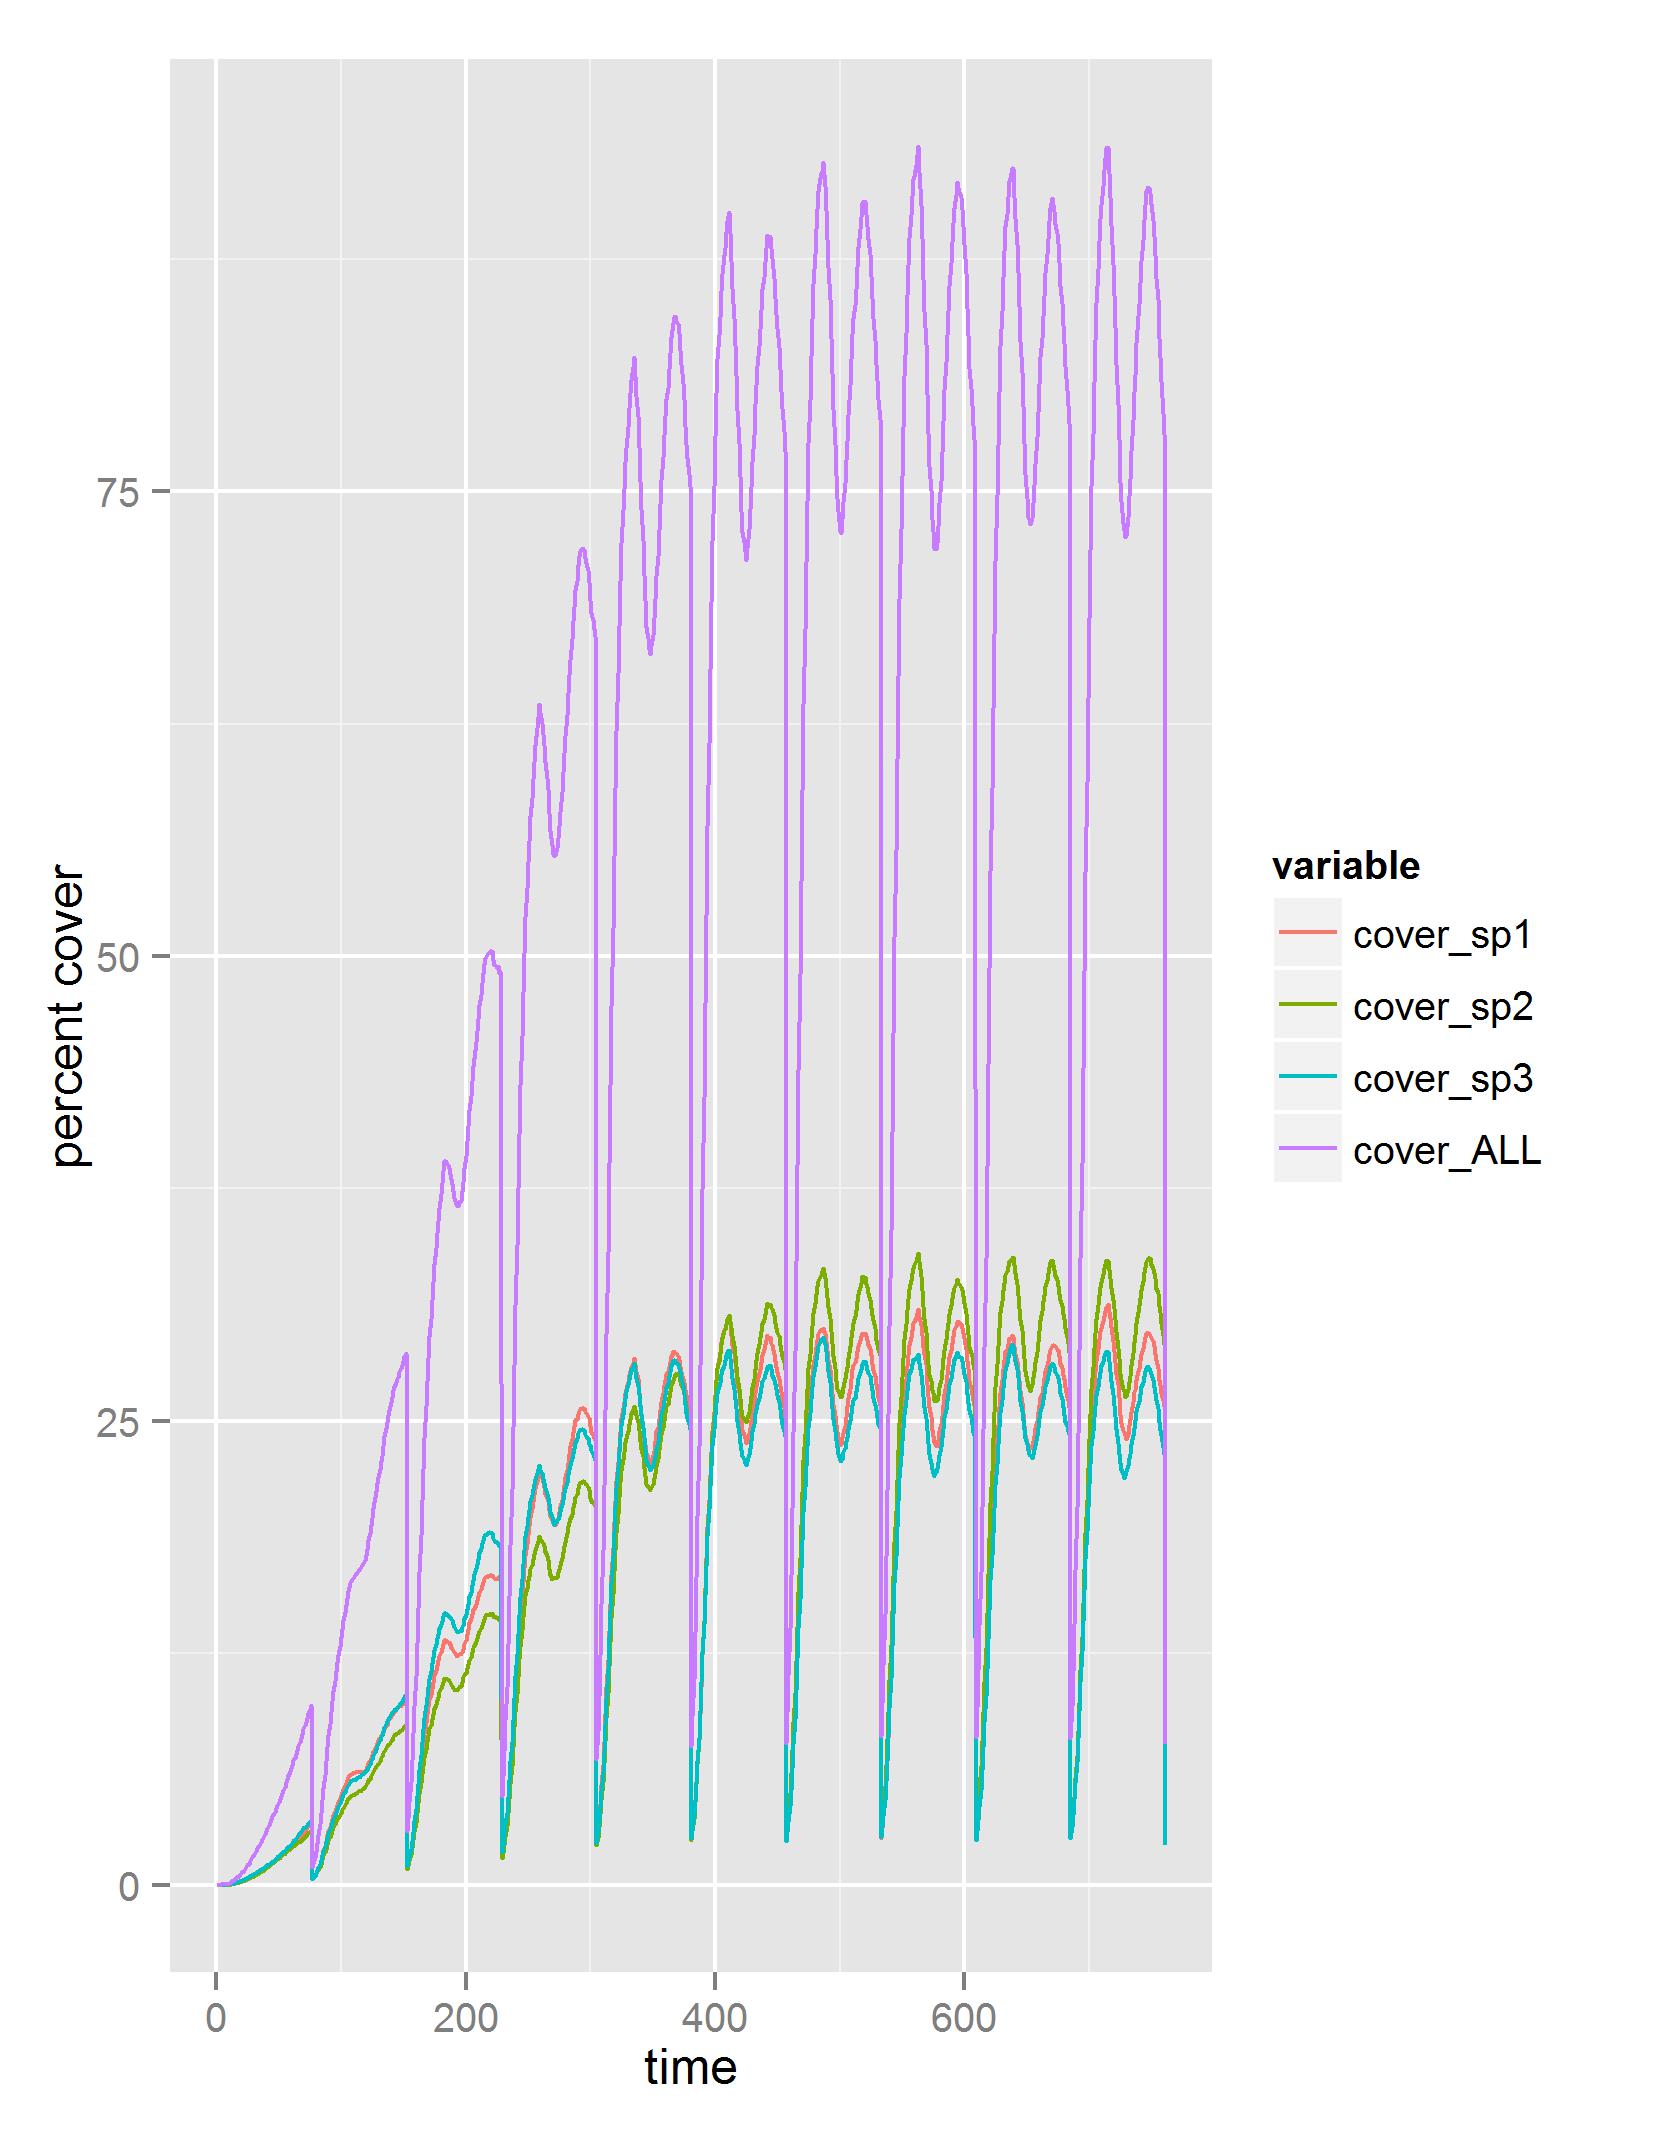 percent cover
75
50
25
0
0 200 400 600
time
variable
cover_sp1
cover_sp2
cover_sp3
cover_ALL